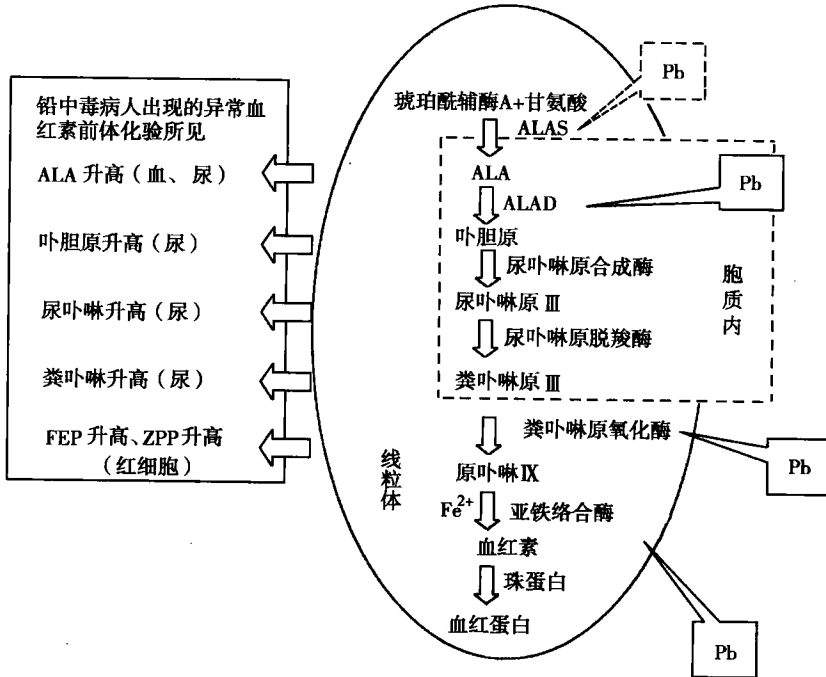 铅中毒病人出现的异常血
红素前体化验所见
ALA 升高（血、尿）
卟胆原升高（尿）
尿卟啉升高（尿）
粪卟啉升高（尿）
FEP 升高、ZPP 升高
（红细胞）
Pb
琥珀酰辅酶A+甘氨酸
ALAS
ALA
Pb
ALAD
卟胆原
尿卟啉原合成酶
尿卟啉原 Ⅲ
尿卟啉原脱羧酶
粪卟啉原 Ⅲ
胞质内
粪卟啉原氧化酶
Pb
原卟啉Ⅸ
线粒体
Fe²⁺
亚铁络合酶
血红素
珠蛋白
血红蛋白
Pb